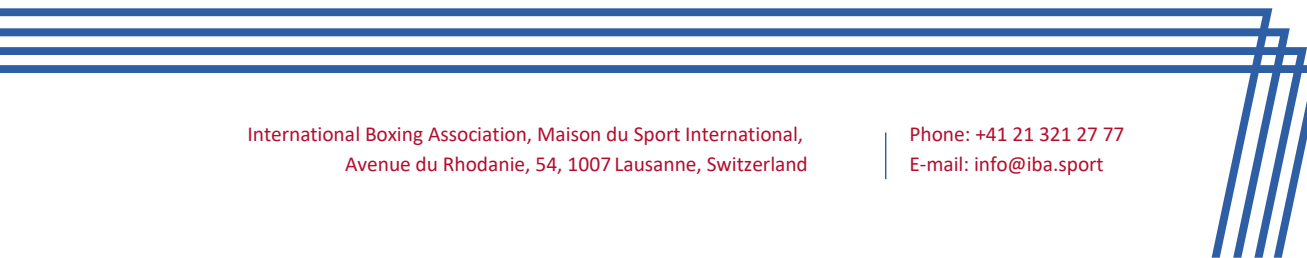 International Boxing Association, Maison du Sport International,
Avenue du Rhodanie, 54, 1007 Lausanne, Switzerland
Phone: +41 21 321 27 77
E-mail: info@iba.sport